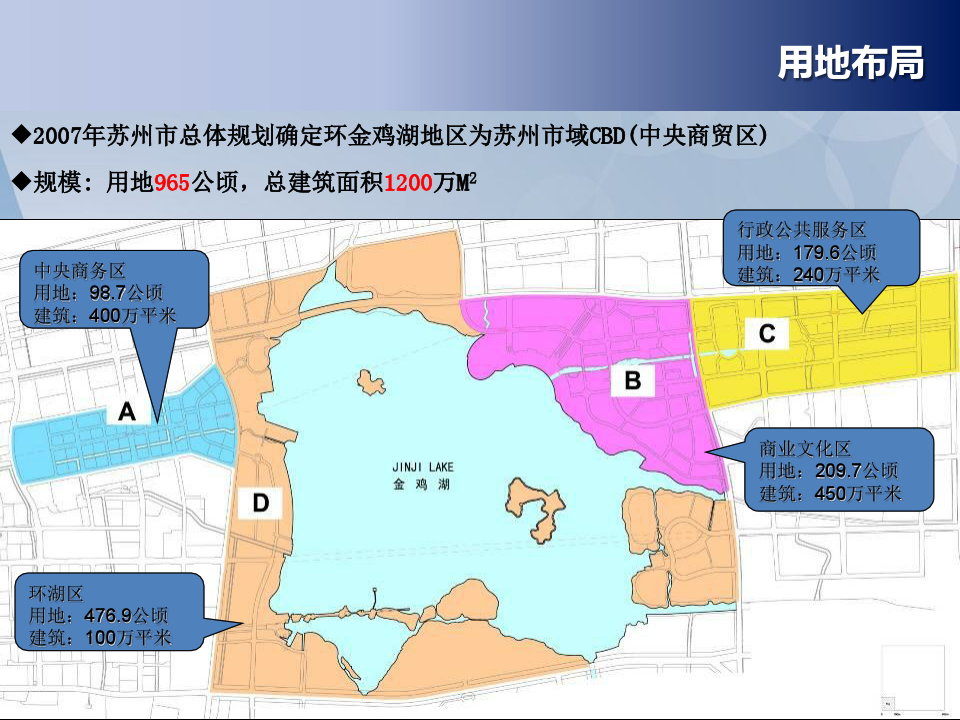 用地布局
◆2007年苏州市总体规划确定环金鸡湖地区为苏州市域CBD(中央商贸区)
◆规模：用地965公顷，总建筑面积1200万M²
行政公共服务区
用地：179.6公顷
建筑：240万平米
中央商务区
用地：98.7公顷
建筑：400万平米
C
B
A
商业文化区
用地：209.7公顷
建筑：450万平米
JINJI LAKE
金 鸡 湖
D
环湖区
用地：476.9公顷
建筑：100万平米